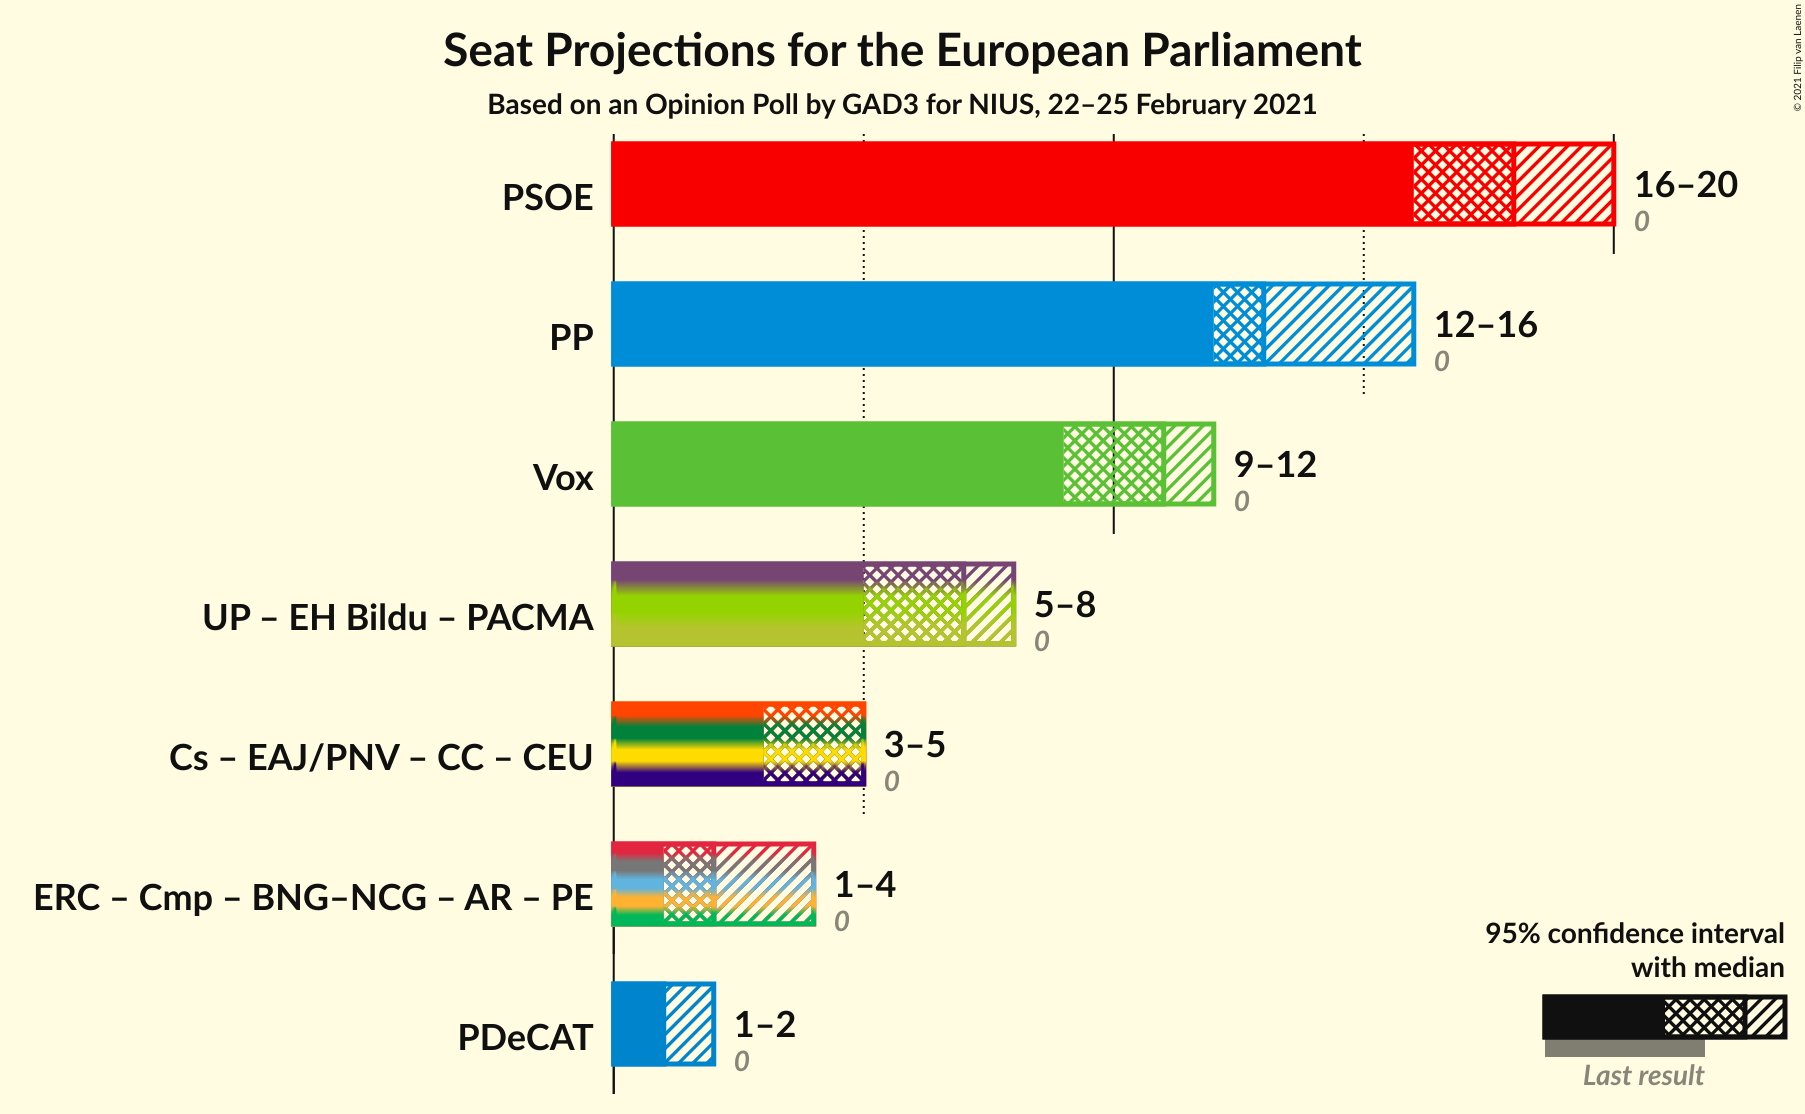 Seat Projections for the European Parliament
Based on an Opinion Poll by GAD3 for NIUS, 22–25 February 2021
© 2021 Filip van Laenen
PSOE
16–20
0
PP
12–16
0
Vox
9–12
0
UP – EH Bildu – PACMA
5–8
0
Cs – EAJ/PNV – CC – CEU
3–5
0
ERC – Cmp – BNG–NCG – AR – PE
1–4
0
PDeCAT
1–2
0
95% confidence interval
with median
Last result